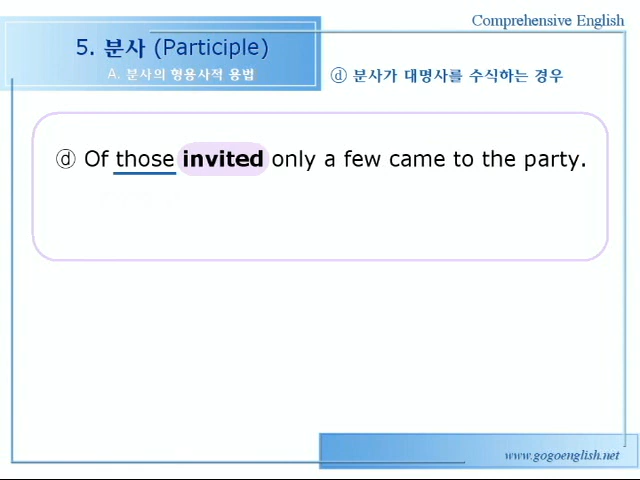 Comprehensive English
5. 분사 (Participle)
A. 분사의 형용사적 용법
ⓓ 분사가 대명사를 수식하는 경우
ⓓ Of those invited only a few came to the party.
www.gogoenglish.net